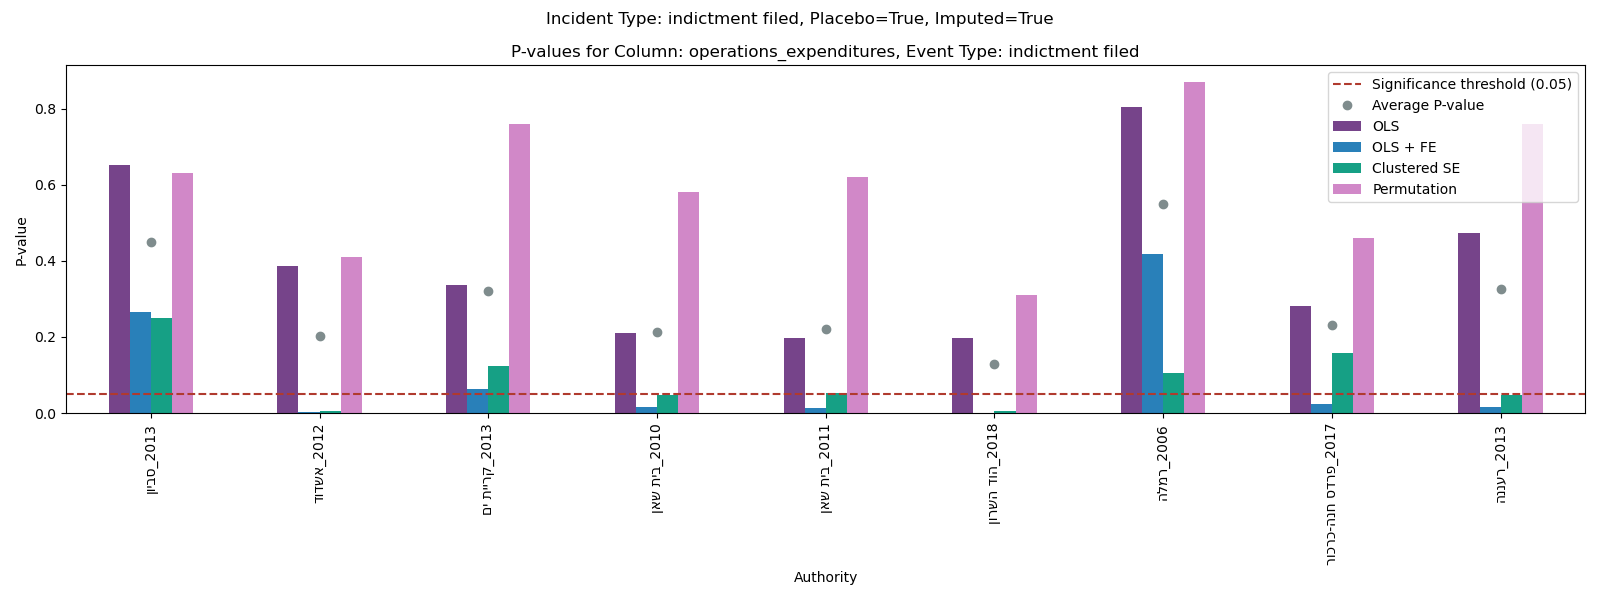 Incident Type: indictment filed, Placebo=True, Imputed=True
P-values for Column: operations_expenditures, Event Type: indictment filed
Significance threshold (0.05)
Average P-value
OLS
OLS + FE
Clustered SE
Permutation
P-value
0.8
0.6
0.4
0.2
0.0
סביון_2013
אשדוד_2012
קריית ים_2013
בית שאן_2010
בית שאן_2011
הוד השרון_2018
רמלה_2006
פרדס חנה-כרכור_2017
רעננה_2013
Authority